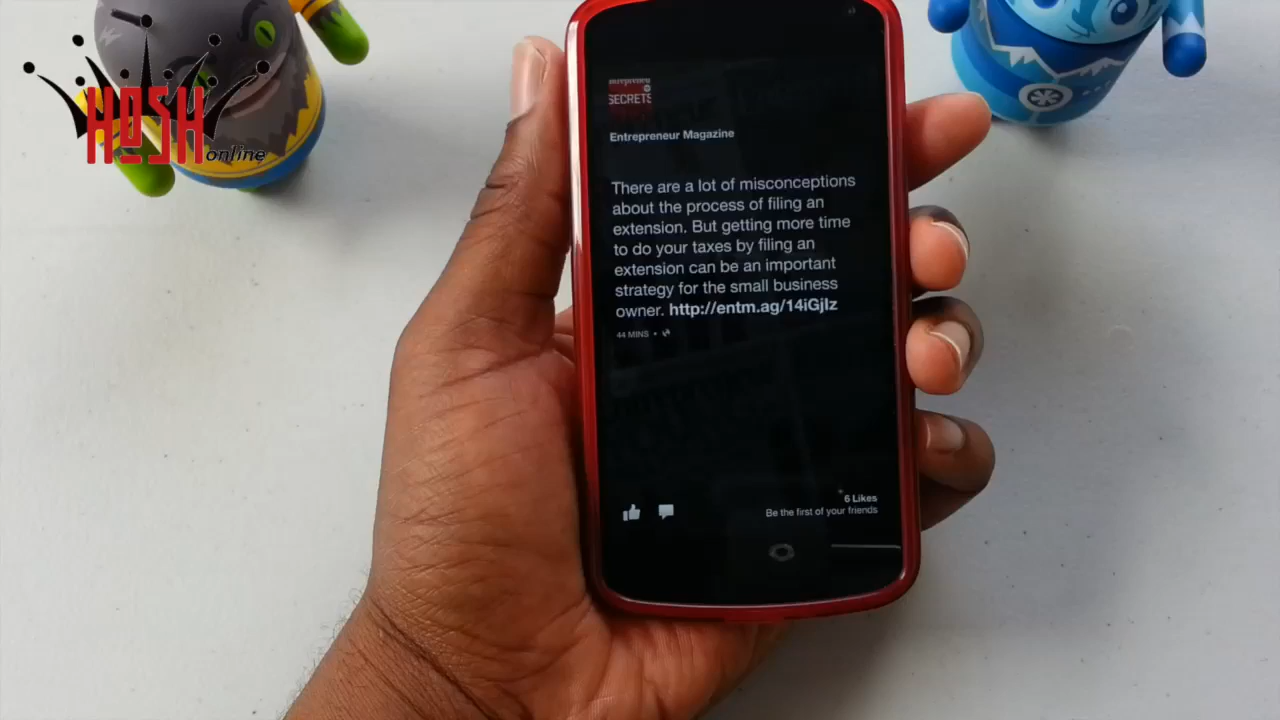 HOSH
online
SECRETS
Entrepreneur Magazine
There are a lot of misconceptions
about the process of filing an
extension. But getting more time
to do your taxes by filing an
extension can be an important
strategy for the small business
owner. http://entm.ag/14iGjlz
44 MINS •
6 Likes
Be the first of your friends